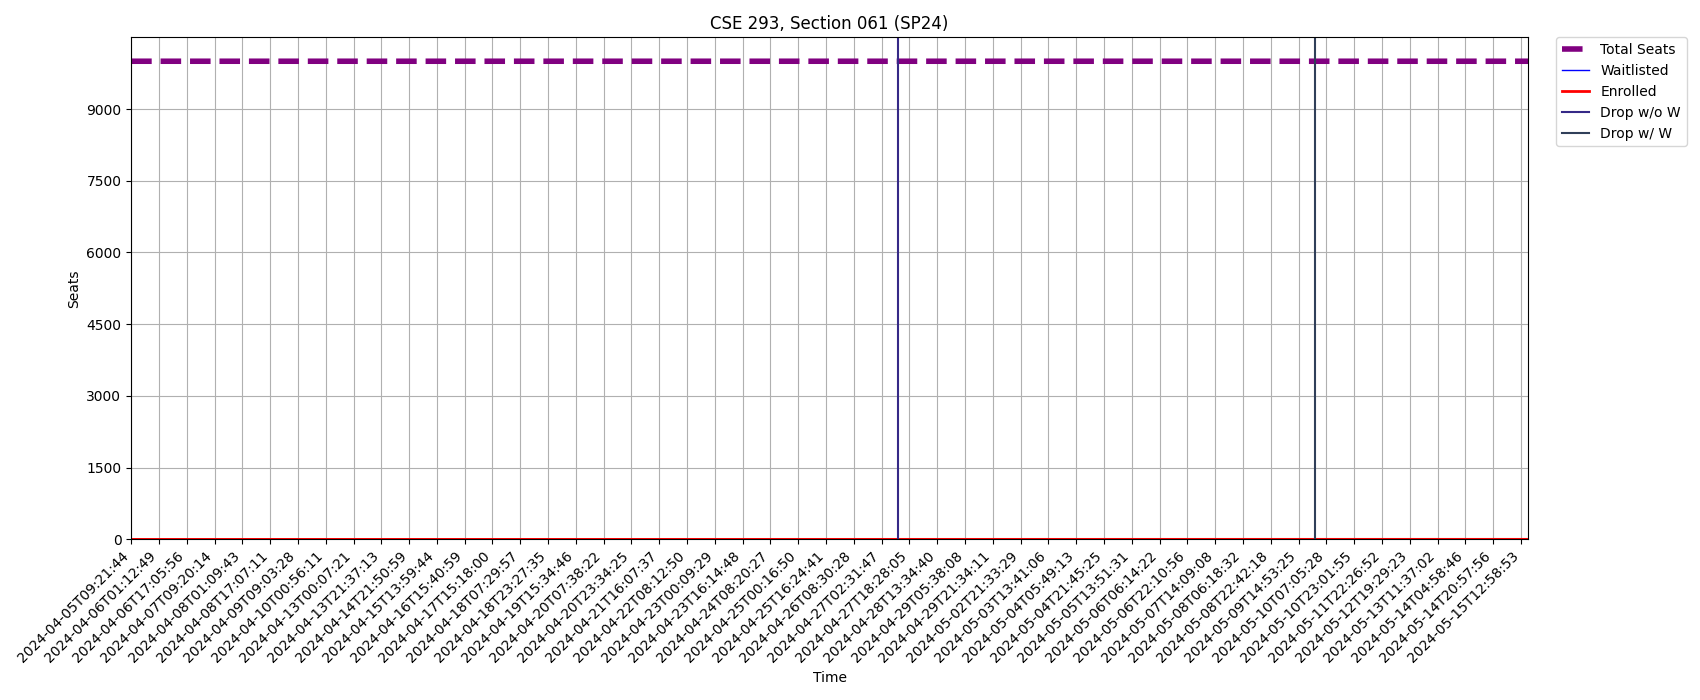 CSE 293, Section 061 (SP24)
Total Seats
Waitlisted
Enrolled
Drop w/o W
Drop w/ W
9000
7500
6000
4500
3000
1500
0
Seats
2024-04-05T09:21:44
2024-04-06T01:12:49
2024-04-06T17:05:56
2024-04-07T09:20:14
2024-04-08T01:09:43
2024-04-08T17:07:11
2024-04-09T09:03:28
2024-04-10T00:56:11
2024-04-13T00:07:21
2024-04-13T21:37:13
2024-04-14T21:50:59
2024-04-15T13:59:44
2024-04-16T15:40:59
2024-04-17T15:18:00
2024-04-18T07:29:57
2024-04-18T23:27:35
2024-04-19T15:34:46
2024-04-20T07:38:22
2024-04-20T23:34:25
2024-04-21T16:07:37
2024-04-22T08:12:50
2024-04-23T00:09:29
2024-04-23T16:14:48
2024-04-24T08:20:27
2024-04-25T00:16:50
2024-04-25T16:24:41
2024-04-26T08:30:28
2024-04-27T02:31:47
2024-04-27T18:28:05
2024-04-28T13:34:40
2024-04-29T05:38:08
2024-04-29T21:34:11
2024-05-02T21:33:29
2024-05-03T13:41:06
2024-05-04T05:49:13
2024-05-04T21:45:25
2024-05-05T13:51:31
2024-05-06T06:14:22
2024-05-06T22:10:56
2024-05-07T14:09:08
2024-05-08T06:18:32
2024-05-08T22:42:18
2024-05-09T14:53:25
2024-05-10T07:05:28
2024-05-10T23:01:55
2024-05-11T22:26:52
2024-05-12T19:29:23
2024-05-13T11:37:02
2024-05-14T04:58:46
2024-05-14T20:57:56
2024-05-15T12:58:53
Time